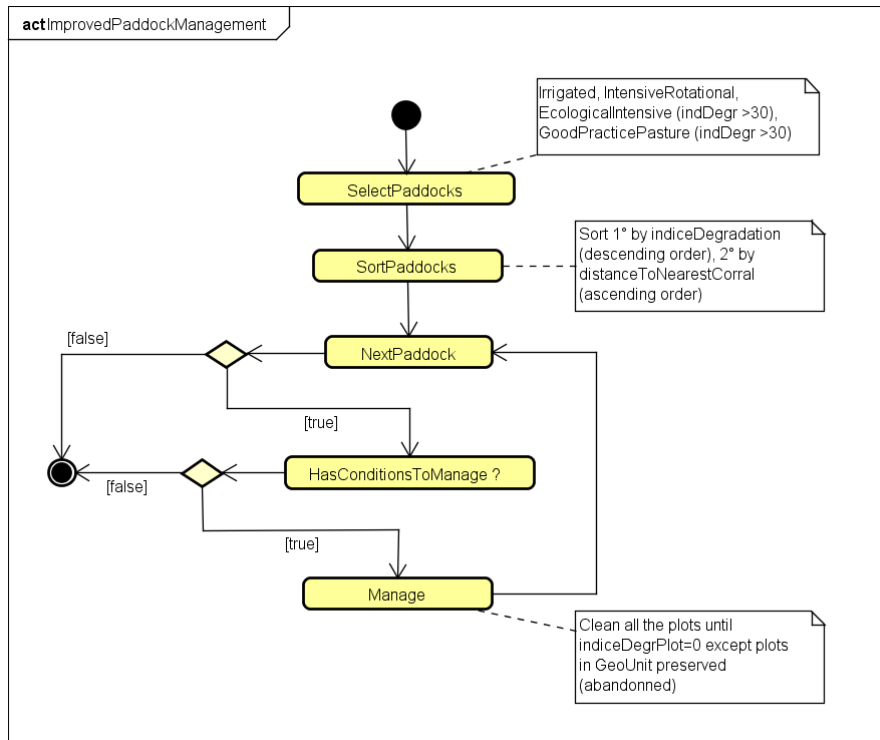 act ImprovedPaddockManagement
Irrigated, IntensiveRotational,
EcologicalIntensive (indDegr >30),
GoodPracticePasture (indDegr >30)
SelectPaddocks
Sort 1° by indiceDegradation
(descending order), 2° by
distanceToNearestCorral
(ascending order)
SortPaddocks
[false]
NextPaddock
[true]
HasConditionsToManage ?
[false]
[true]
Manage
Clean all the plots until
indiceDegrPlot=0 except plots
in GeoUnit preserved
(abandonned)